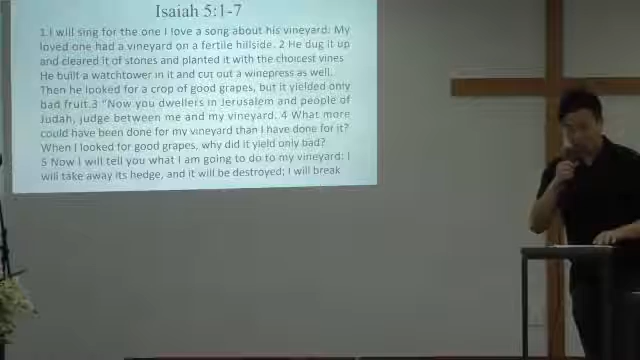 Isaiah 5:1-7
1 I will sing for the one I love a song about his vineyard: My
loved one had a vineyard on a fertile hillside. 2 He dug it up
and cleared it of stones and planted it with the choicest vines
He built a watchtower in it and cut out a winepress as well.
Then he looked for a crop of good grapes, but it yielded only
bad fruit.3 "Now you dwellers in Jerusalem and people of
Judah, judge between me and my vineyard. 4 What more
could have been done for my vineyard than I have done for it?
When I looked for good grapes, why did it yield only bad?
5 Now I will tell you what I am going to do to my vineyard: I
will take away its hedge, and it will be destroyed; I will break